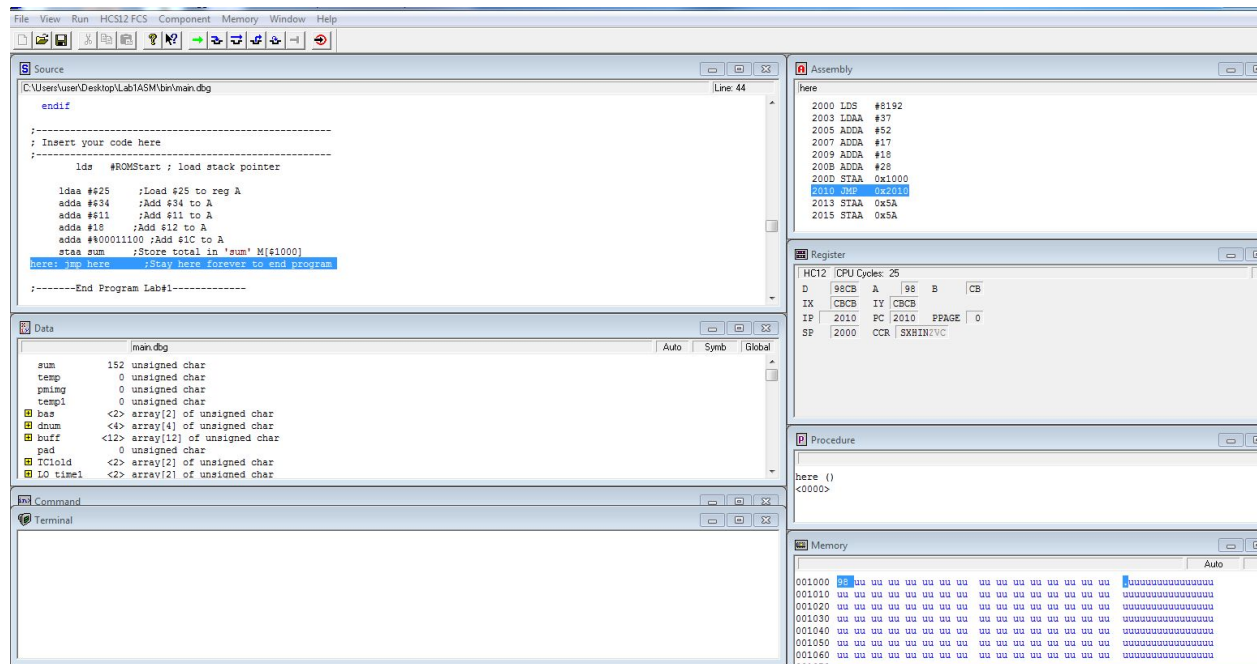 File View Run HCS12 FCS Component Memory Window Help
Source
C:\Users\user\Desktop\Lab1ASM\bin\main.dbg Line: 44
endif
;----------------------------------------------------
; Insert your code here
;----------------------------------------------------
lds #ROMStart ; load stack pointer
ldaa #$25 ;Load $25 to reg A
adda #$34 ;Add $34 to A
adda #$11 ;Add $11 to A
adda #18 ;Add $12 to A
adda #%00011100 ;Add $1C to A
staa sum ;Store total in 'sum' M[$1000]
here: jmp here ;Stay here forever to end program
;-------End Program Lab#1-------------
Data
main.dbg Auto Symb Global
sum 152 unsigned char
temp 0 unsigned char
pmimg 0 unsigned char
temp1 0 unsigned char
bas <2> array[2] of unsigned char
dnum <4> array[4] of unsigned char
buff <12> array[12] of unsigned char
pad 0 unsigned char
TC1old <2> array[2] of unsigned char
LO time1 <2> array[2] of unsigned char
Command
Terminal
Assembly
here
2000 LDS #8192
2003 LDAA #37
2005 ADDA #52
2007 ADDA #17
2009 ADDA #18
200B ADDA #28
200D STAA 0x1000
2010 JMP 0x2010
2013 STAA 0x5A
2015 STAA 0x5A
Register
HC12 CPU Cycles: 25
D 98CB A 98 B CB
IX CBCB IY CBCB
IP 2010 PC 2010 PPAGE 0
SP 2000 CCR SXHINZVC
Procedure
here ()
<0000>
Memory
Auto
001000 98 uu uu uu uu uu uu uu uu uu uu uu uu uu uu uu .uuuuuuuuuuuuuuu
001010 uu uu uu uu uu uu uu uu uu uu uu uu uu uu uu uu uuuuuuuuuuuuuuuu
001020 uu uu uu uu uu uu uu uu uu uu uu uu uu uu uu uu uuuuuuuuuuuuuuuu
001030 uu uu uu uu uu uu uu uu uu uu uu uu uu uu uu uu uuuuuuuuuuuuuuuu
001040 uu uu uu uu uu uu uu uu uu uu uu uu uu uu uu uu uuuuuuuuuuuuuuuu
001050 uu uu uu uu uu uu uu uu uu uu uu uu uu uu uu uu uuuuuuuuuuuuuuuu
001060 uu uu uu uu uu uu uu uu uu uu uu uu uu uu uu uu uuuuuuuuuuuuuuuu